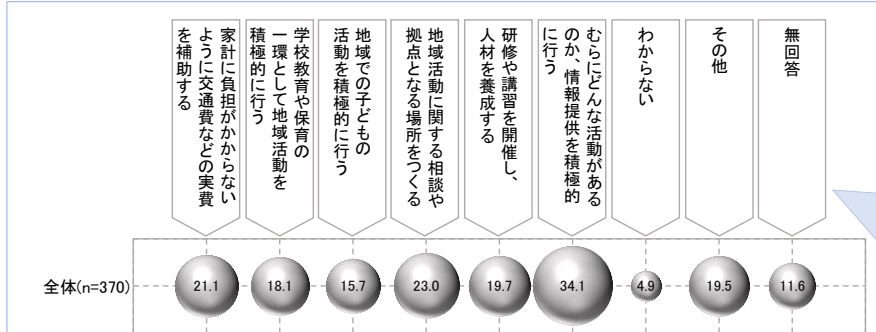 家計に負担がかからない
ように交通費などの実費
を補助する
学校教育や保育の
一環として地域活動を
積極的に行う
地域での子どもの
活動を積極的に行う
地域活動に関する相談や
拠点となる場所をつくる
研修や講習を開催し、
人材を養成する
むらにどんな活動がある
のか、情報提供を積極的
に行う
わからない
その他
無回答
全体(n=370)
21.1
18.1
15.7
23.0
19.7
34.1
4.9
19.5
11.6